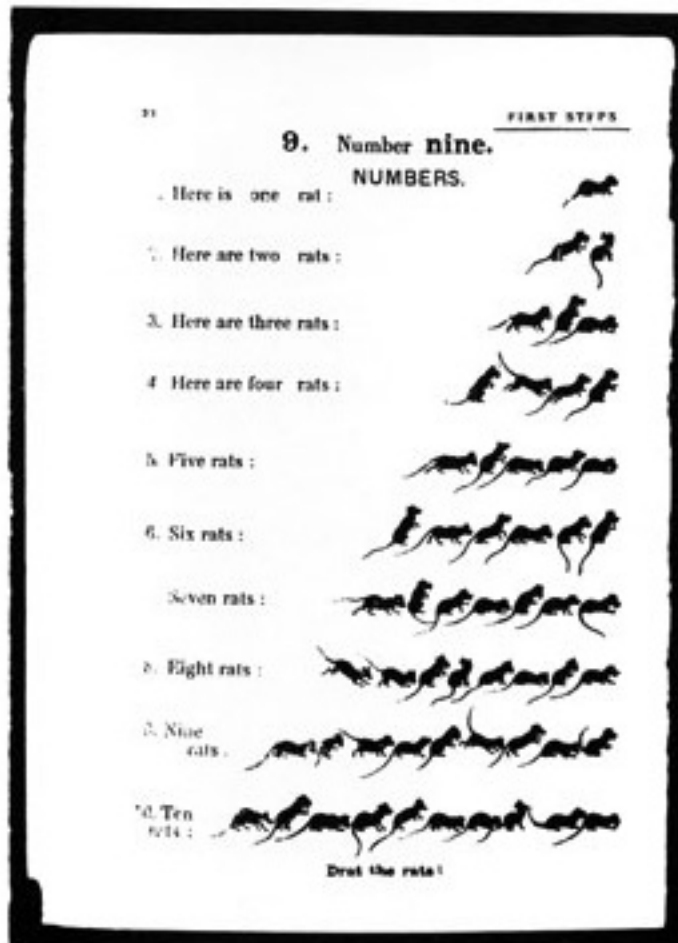 FIRST STEPS
9. Number nine.
NUMBERS.
. Here is one rat :
Here are two rats :
3. Here are three rats :
4 Here are four rats :
5. Five rats :
6. Six rats :
Seven rats :
Eight rats :
Nine
rats .
Ten
rats :
Drat the rats!